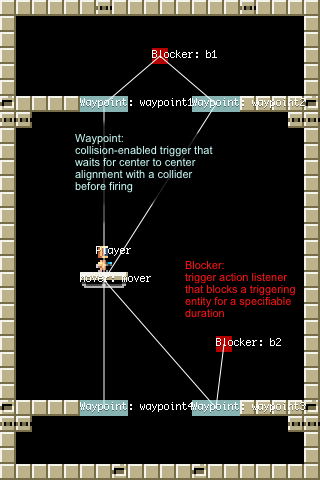 Blocker: b1
Waypoint: waypoint1
Waypoint: waypoint2
Waypoint:
collision-enabled trigger that
waits for center to center
alignment with a collider
before firing
Player
Mover: mover
Blocker:
trigger action listener
that blocks a triggering
entity for a specifiable
duration
Blocker: b2
Waypoint: waypoint4
Waypoint: waypoint3